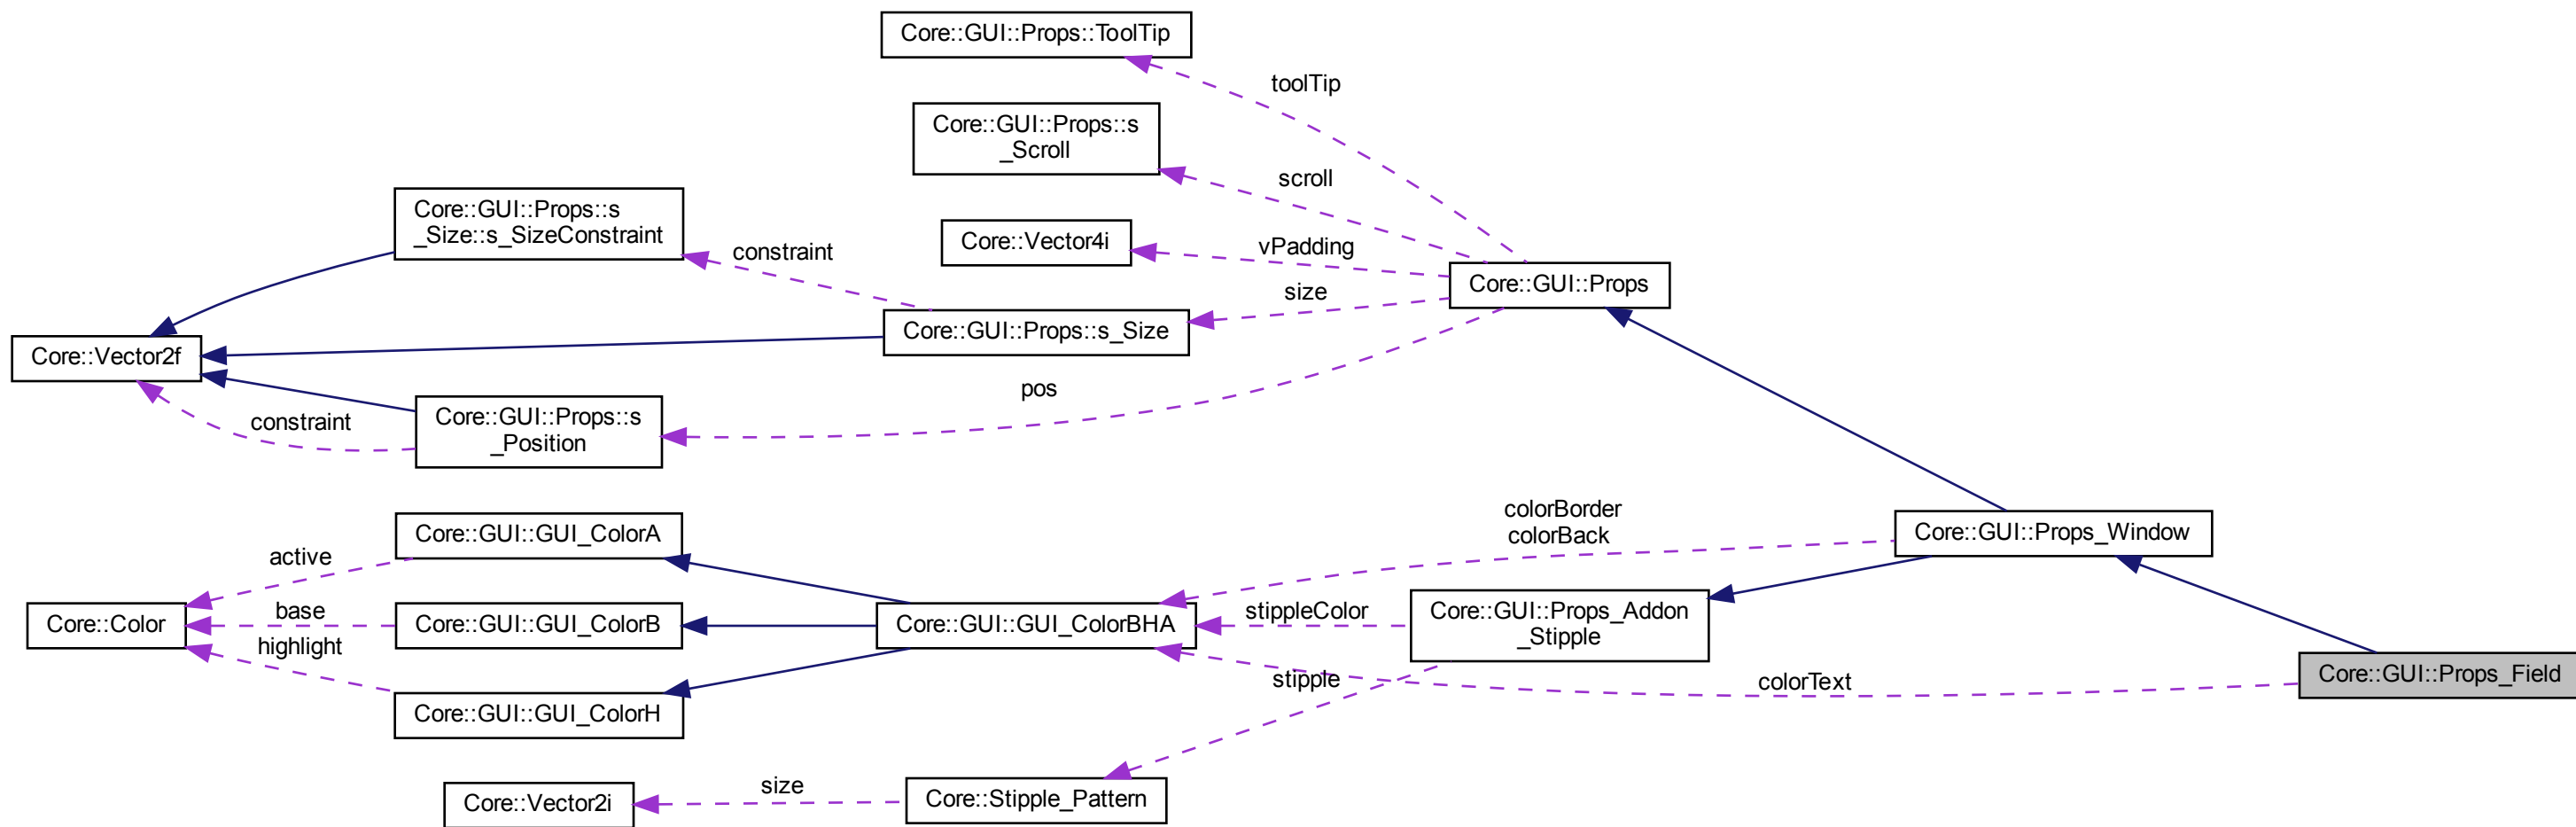 Core::GUI::Props::ToolTip
toolTip
Core::GUI::Props::s
_Scroll
scroll
Core::GUI::Props::s
_Size::s_SizeConstraint
constraint
Core::Vector4i
vPadding
Core::GUI::Props
size
Core::GUI::Props::s_Size
Core::Vector2f
pos
constraint
Core::GUI::Props::s
_Position
colorBorder
colorBack
Core::GUI::GUI_ColorA
Core::GUI::Props_Window
active
Core::Color
base
highlight
Core::GUI::GUI_ColorB
Core::GUI::GUI_ColorBHA
stippleColor
Core::GUI::Props_Addon
_Stipple
Core::GUI::Props_Field
stipple
colorText
Core::GUI::GUI_ColorH
Core::Vector2i
size
Core::Stipple_Pattern